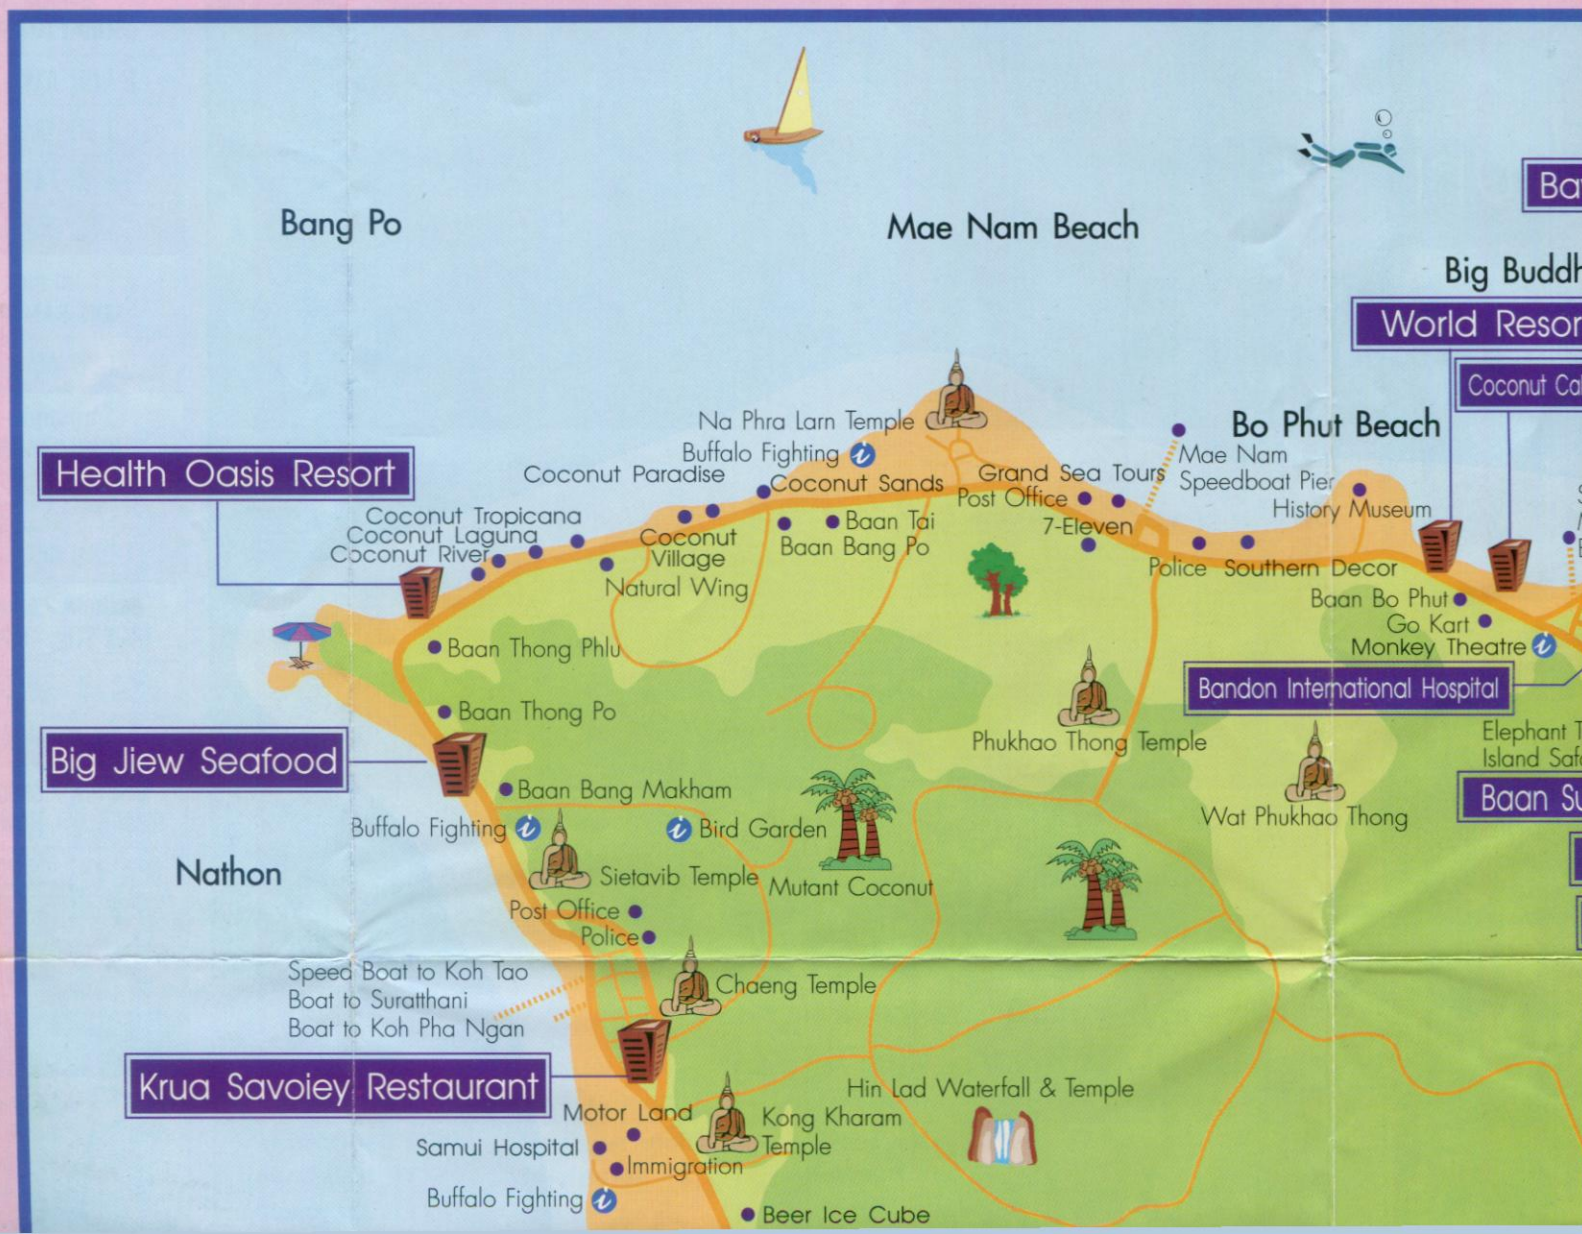 Bang Po
Mae Nam Beach
Big Buddh
World Resor
Coconut Ca
Bo Phut Beach
Na Phra Larn Temple
Buffalo Fighting
Health Oasis Resort
Coconut Paradise
Coconut Sands
Grand Sea Tours
Post Office
Mae Nam
Speedboat Pier
History Museum
Coconut Tropicana
Coconut Laguna
Coconut River
Coconut
Village
Natural Wing
Baan Tai
Baan Bang Po
7-Eleven
Police
Southern Decor
Baan Bo Phut
Go Kart
Monkey Theatre
Baan Thong Phlu
Bandon International Hospital
Baan Thong Po
Elephant T
Island Safa
Phukhao Thong Temple
Big Jiew Seafood
Baan Bang Makham
Baan Su
Wat Phukhao Thong
Buffalo Fighting
Bird Garden
Nathon
Sietavib Temple
Mutant Coconut
Post Office
Police
Speed Boat to Koh Tao
Boat to Suratthani
Boat to Koh Pha Ngan
Chaeng Temple
Krua Savoiey Restaurant
Hin Lad Waterfall & Temple
Motor Land
Kong Kharam
Temple
Samui Hospital
Immigration
Buffalo Fighting
Beer Ice Cube